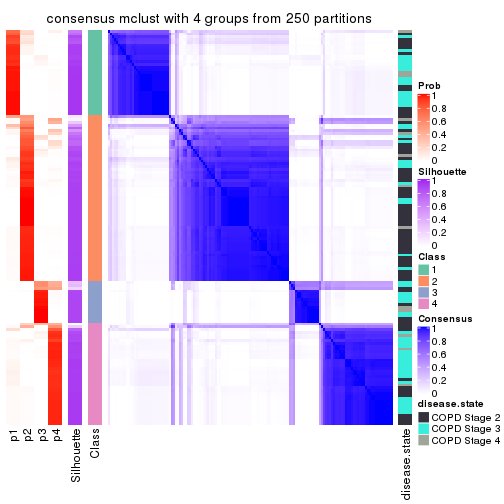 consensus mclust with 4 groups from 250 partitions
Prob
1
0.8
0.6
0.4
0.2
0
Silhouette
1
0.8
0.6
0.4
0.2
0
Class
1
2
3
4
Consensus
1
0.8
0.6
0.4
0.2
0
disease.state
COPD Stage 2
COPD Stage 3
COPD Stage 4
p1
p2
p3
p4
Silhouette
Class
disease.state